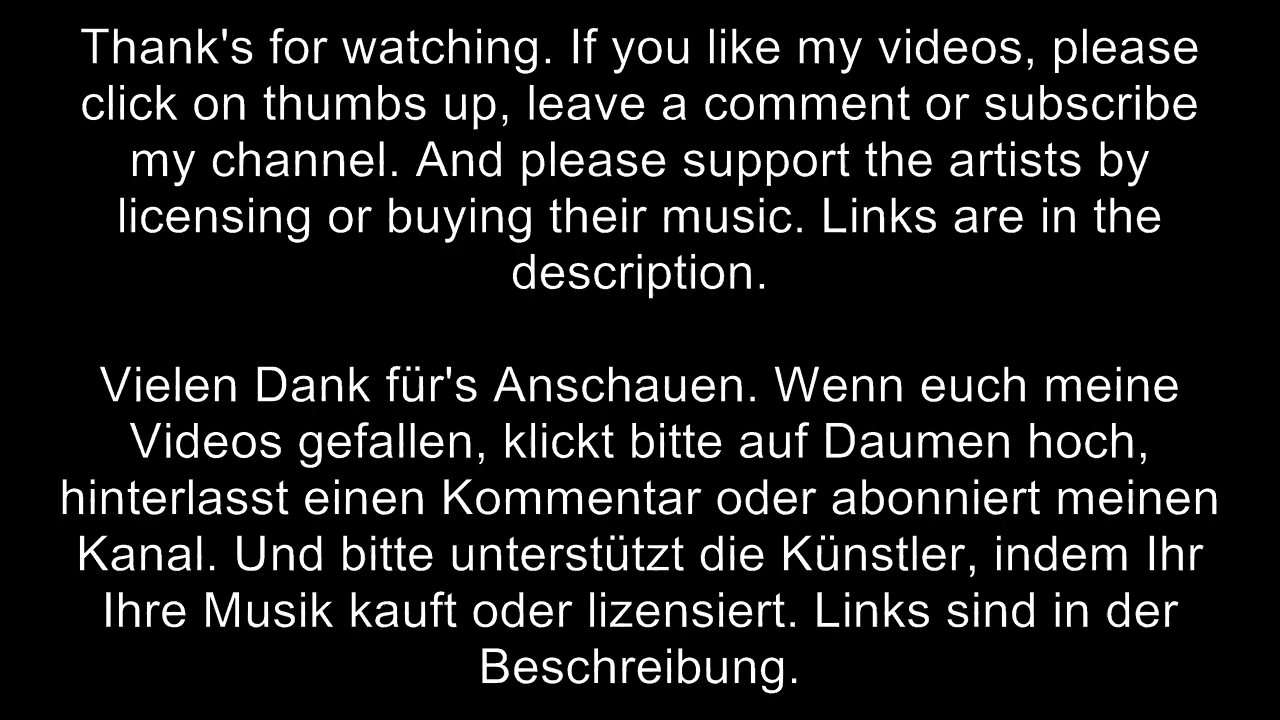 Thank's for watching. If you like my videos, please
click on thumbs up, leave a comment or subscribe
my channel. And please support the artists by
licensing or buying their music. Links are in the
description.
Vielen Dank für's Anschauen. Wenn euch meine
Videos gefallen, klickt bitte auf Daumen hoch,
hinterlasst einen Kommentar oder abonniert meinen
Kanal. Und bitte unterstützt die Künstler, indem Ihr
Ihre Musik kauft oder lizensiert. Links sind in der
Beschreibung.